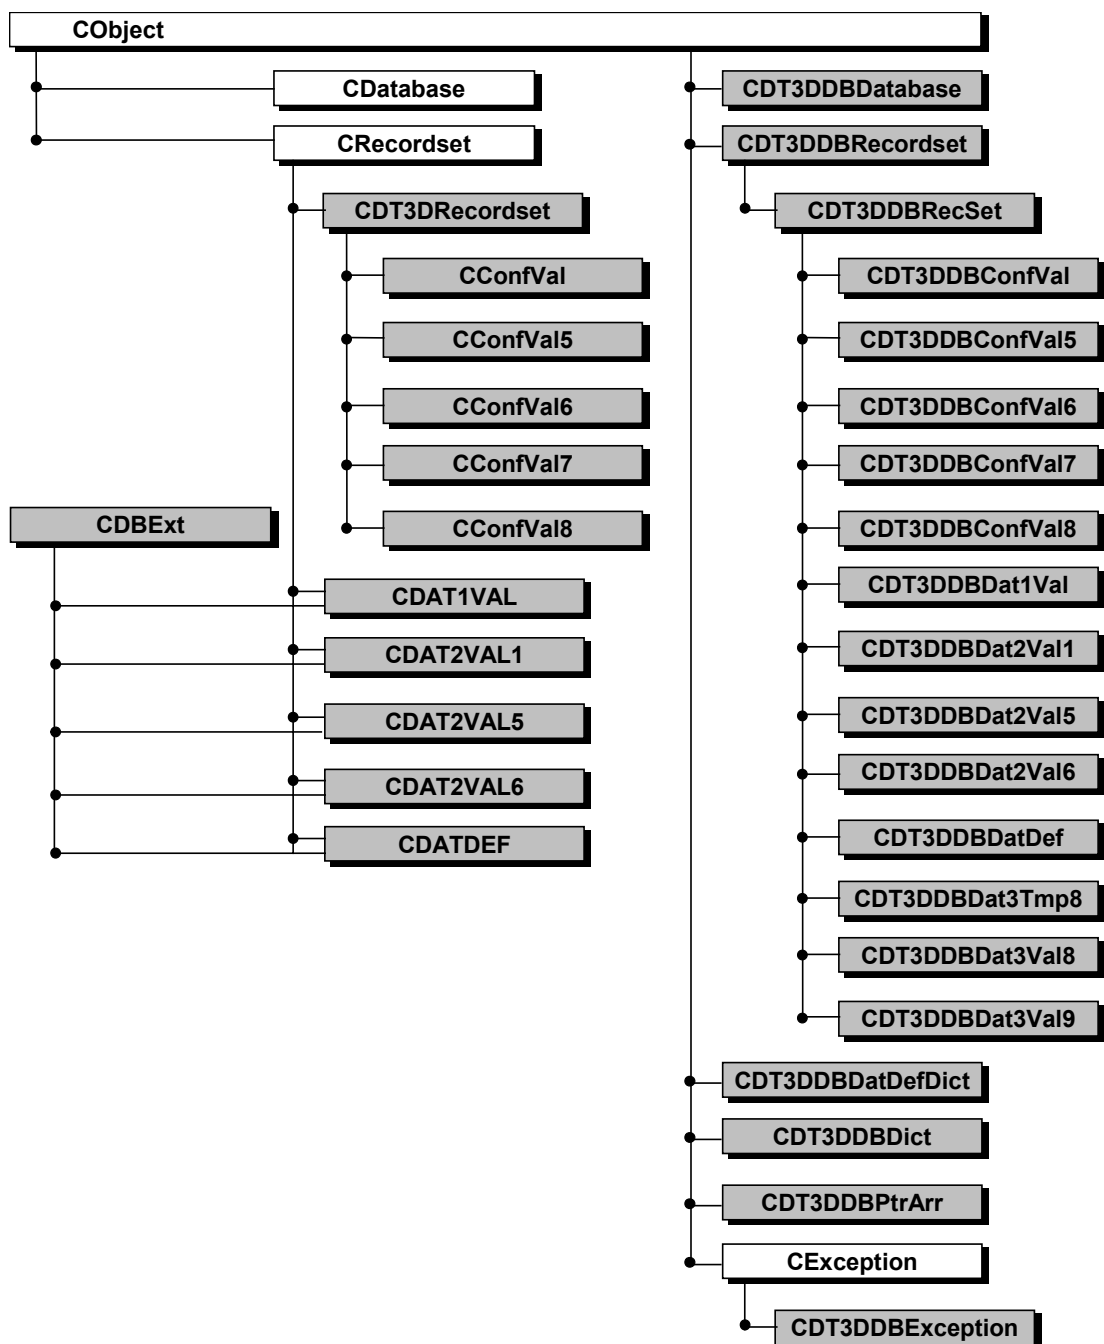 CObject
CDatabase
CRecordset
CDT3DRecordset
CConfVal
CConfVal5
CConfVal6
CConfVal7
CConfVal8
CDBExt
CDAT1VAL
CDAT2VAL1
CDAT2VAL5
CDAT2VAL6
CDATDEF
CDT3DDBDatabase
CDT3DDBRecordset
CDT3DDBRecSet
CDT3DDBConfVal
CDT3DDBConfVal5
CDT3DDBConfVal6
CDT3DDBConfVal7
CDT3DDBConfVal8
CDT3DDBDat1Val
CDT3DDBDat2Val1
CDT3DDBDat2Val5
CDT3DDBDat2Val6
CDT3DDBDatDef
CDT3DDBDat3Tmp8
CDT3DDBDat3Val8
CDT3DDBDat3Val9
CDT3DDBDatDefDict
CDT3DDBDict
CDT3DDBPtrArr
CException
CDT3DDBException